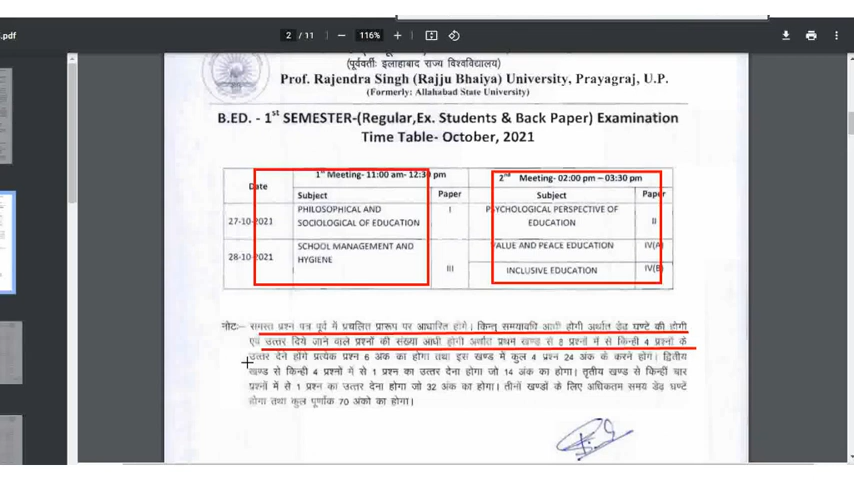 .pdf
2 / 11
116%
(पूर्ववर्ती: इलाहाबाद राज्य विश्वविद्यालय)
Prof. Rajendra Singh (Rajju Bhaiya) University, Prayagraj, U.P.
(Formerly: Allahabad State University)
B.ED. - 1st SEMESTER-(Regular,Ex. Students & Back Paper) Examination
Time Table- October, 2021
Date 1st Meeting- 11:00 am- 12:30 pm 2nd Meeting- 02:00 pm – 03:30 pm
Subject Paper Subject Paper
27-10-2021 PHILOSOPHICAL AND SOCIOLOGICAL OF EDUCATION I PSYCHOLOGICAL PERSPECTIVE OF EDUCATION II
28-10-2021 SCHOOL MANAGEMENT AND HYGIENE III VALUE AND PEACE EDUCATION IV(A)
INCLUSIVE EDUCATION IV(B)
नोट:- समस्त प्रश्न पत्र पूर्व में प्रचलित प्रारूप पर आधारित होंगे। किन्तु समयावधि आधी होगी अर्थात डेढ़ घण्टे की होगी
एवं उत्तर दिये जाने वाले प्रश्नों की संख्या आधी होगी अर्थात प्रथम खण्ड से 8 प्रश्नों में से किन्ही 4 प्रश्नों के
उत्तर देने होंगे प्रत्येक प्रश्न 6 अंक का होगा तथा इस खण्ड में कुल 4 प्रश्न 24 अंक के करने होंगे। द्वितीय
खण्ड से किन्ही 4 प्रश्नों में से 1 प्रश्न का उत्तर देना होगा जो 14 अंक का होगा। तृतीय खण्ड से किन्हीं चार
प्रश्नों में से 1 प्रश्न का उत्तर देना होगा जो 32 अंक का होगा। तीनों खण्डों के लिए अधिकतम समय डेढ़ घण्टे
होगा तथा कुल पूर्णांक 70 अंको का होगा।